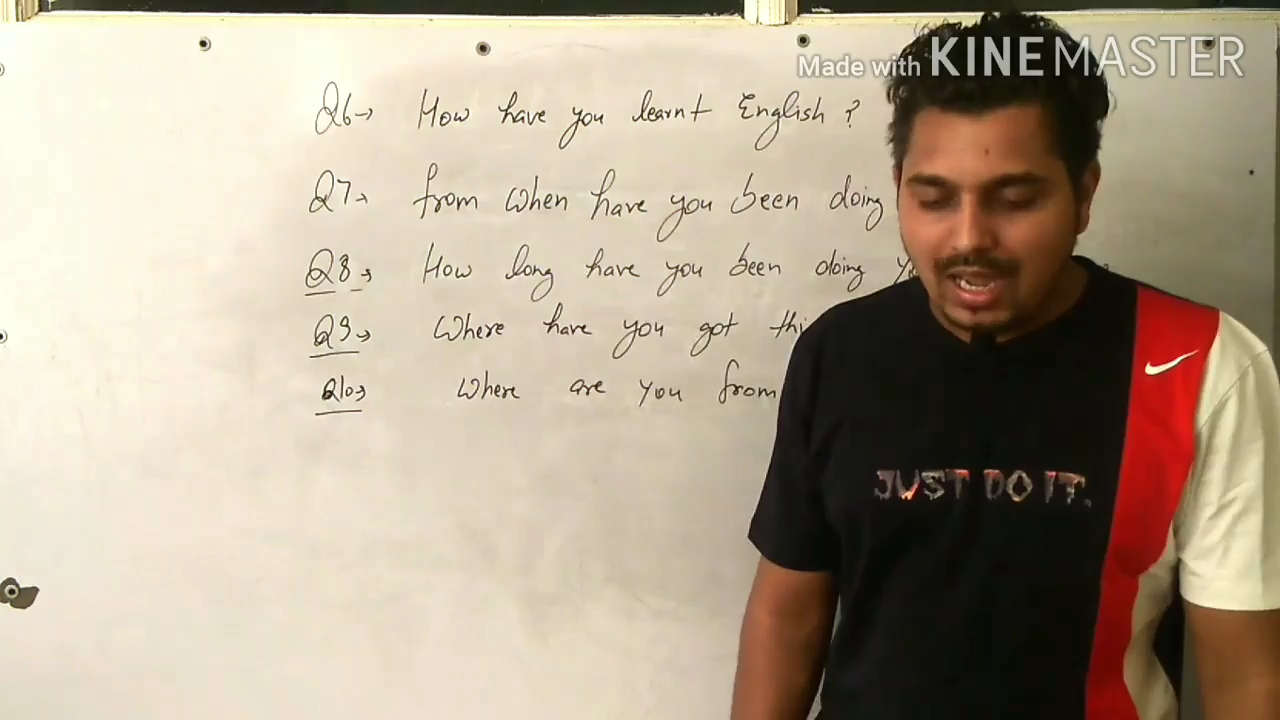 Made with KINEMASTER
Q6→ How have you learnt English ?
Q7→ from when have you been doing
Q8→ How long have you been doing
Q9→ Where have you got
Q10→ Where are you from
JUST DO IT.